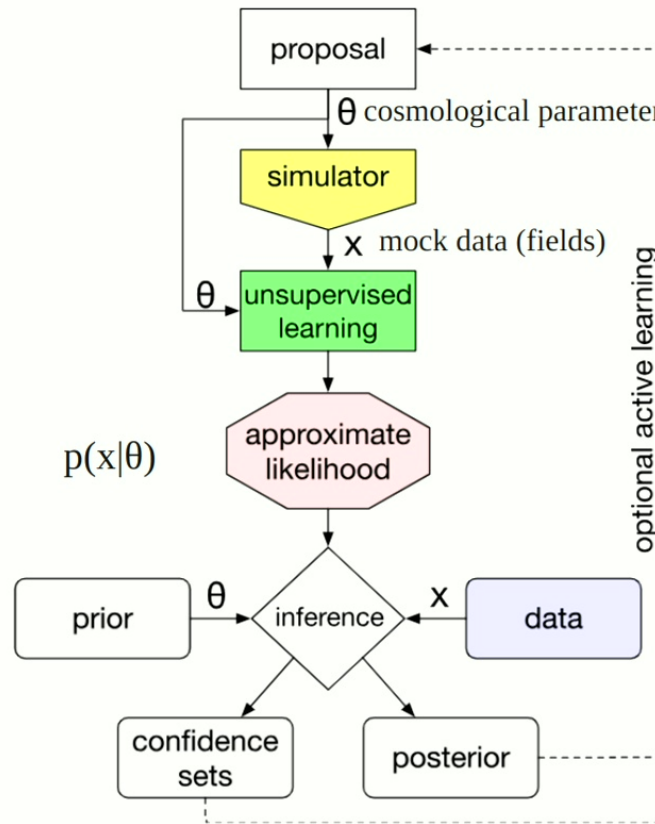 proposal
θ cosmological parameter
simulator
x mock data (fields)
θ
unsupervised
learning
approximate
likelihood
p(x|θ)
optional active learning
prior
θ
inference
x
data
confidence
sets
posterior